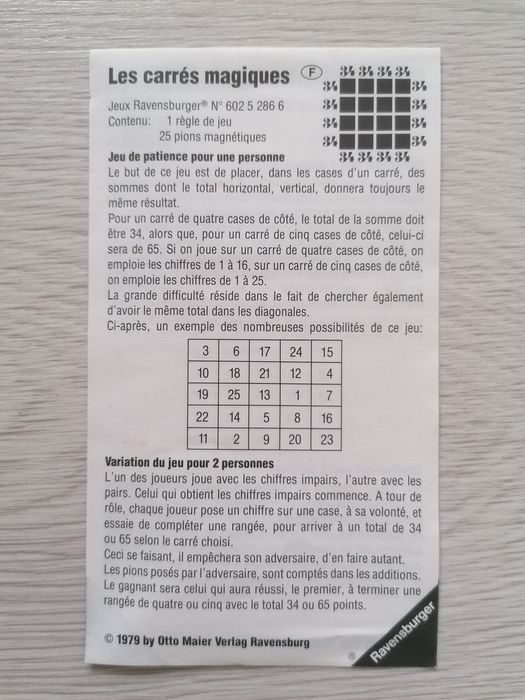 Les carrés magiques F
34 34 34 34
34 34
34 34
34 34
34 34
34 34 34 34
Jeux Ravensburger® N° 602 5 286 6
Contenu: 1 règle de jeu
25 pions magnétiques
Jeu de patience pour une personne
Le but de ce jeu est de placer, dans les cases d'un carré, des
sommes dont le total horizontal, vertical, donnera toujours le
même résultat.
Pour un carré de quatre cases de côté, le total de la somme doit
être 34, alors que, pour un carré de cinq cases de côté, celui-ci
sera de 65. Si on joue sur un carré de quatre cases de côté, on
emploie les chiffres de 1 à 16, sur un carré de cinq cases de côté,
on emploie les chiffres de 1 à 25.
La grande difficulté réside dans le fait de chercher également
d'avoir le même total dans les diagonales.
Ci-après, un exemple des nombreuses possibilités de ce jeu:
3 6 17 24 15
10 18 21 12 4
19 25 13 1 7
22 14 5 8 16
11 2 9 20 23
Variation du jeu pour 2 personnes
L'un des joueurs joue avec les chiffres impairs, l'autre avec les
pairs. Celui qui obtient les chiffres impairs commence. A tour de
rôle, chaque joueur pose un chiffre sur une case, à sa volonté, et
essaie de compléter une rangée, pour arriver à un total de 34
ou 65 selon le carré choisi.
Ceci se faisant, il empêchera son adversaire, d'en faire autant.
Les pions posés par l'adversaire, sont comptés dans les additions.
Le gagnant sera celui qui aura réussi, le premier, à terminer une
rangée de quatre ou cinq avec le total 34 ou 65 points.
© 1979 by Otto Maier Verlag Ravensburg
® Ravensburger